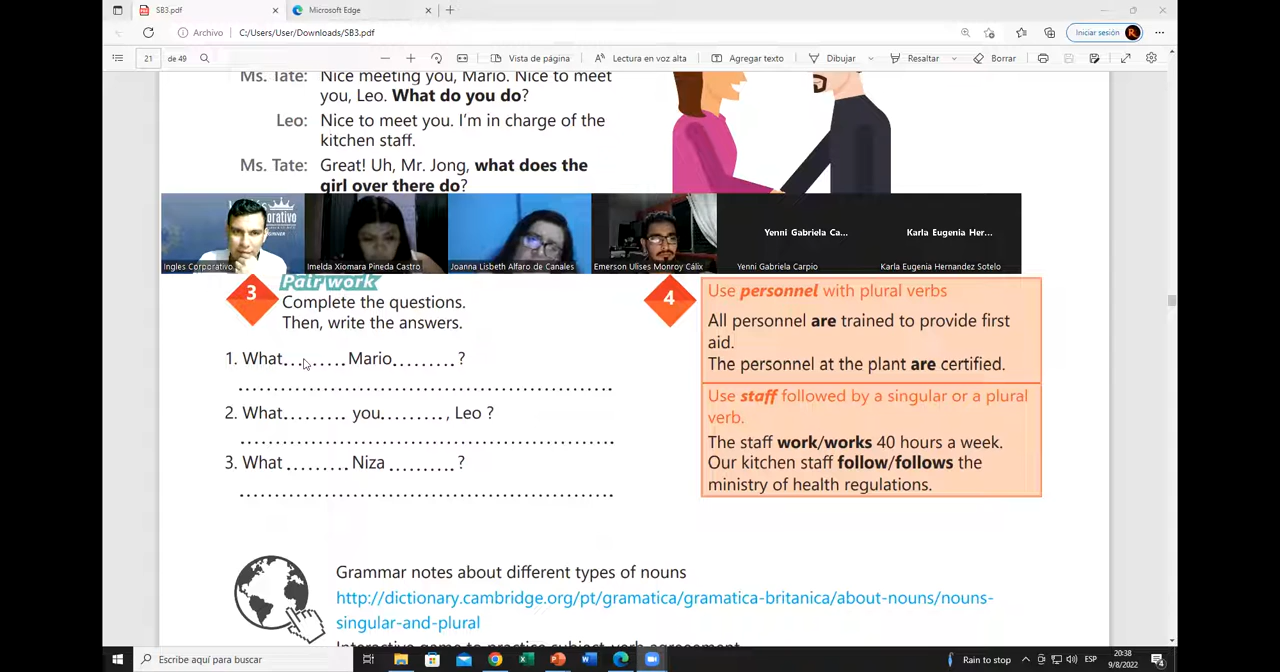 SB3.pdf
Microsoft Edge
Archivo
C:/Users/User/Downloads/SB3.pdf
Iniciar sesión
21 de 49
Vista de página
Lectura en voz alta
Agregar texto
Dibujar
Resaltar
Borrar
Ms. Tate: Nice meeting you, Mario. Nice to meet
you, Leo. What do you do?
Leo: Nice to meet you. I'm in charge of the
kitchen staff.
Ms. Tate: Great! Uh, Mr. Jong, what does the
girl over there do?
Yenni Gabriela Ca...
Karla Eugenia Her...
Ingles Corporativo
Imelda Xiomara Pineda Castro
Joanna Lisbeth Alfaro de Canales
Emerson Ulises Monroy Cálix
Yenni Gabriela Carpio
Karla Eugenia Hernandez Sotelo
3 Pair work
Complete the questions.
Then, write the answers.
1. What......... Mario......... ?
2. What......... you........., Leo ?
3. What ......... Niza ......... ?
4 Use personnel with plural verbs
All personnel are trained to provide first
aid.
The personnel at the plant are certified.
Use staff followed by a singular or a plural
verb.
The staff work/works 40 hours a week.
Our kitchen staff follow/follows the
ministry of health regulations.
Grammar notes about different types of nouns
http://dictionary.cambridge.org/pt/gramatica/gramatica-britanica/about-nouns/nouns-
singular-and-plural
Interactive game to practice subject-verb agreement
Escribe aquí para buscar
Rain to stop
ESP
20:38
9/8/2022